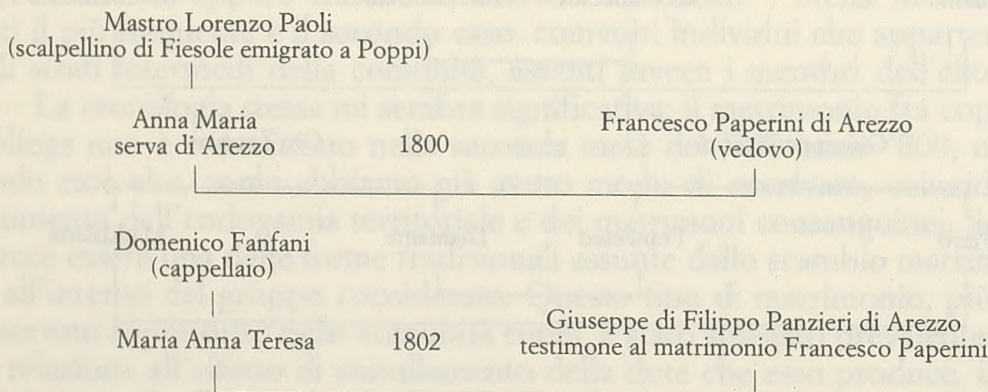 Mastro Lorenzo Paoli
(scalpellino di Fiesole emigrato a Poppi)
Anna Maria
serva di Arezzo
1800
Francesco Paperini di Arezzo
(vedovo)
Domenico Fanfani
(cappellaio)
Maria Anna Teresa
1802
Giuseppe di Filippo Panzieri di Arezzo
testimone al matrimonio Francesco Paperini